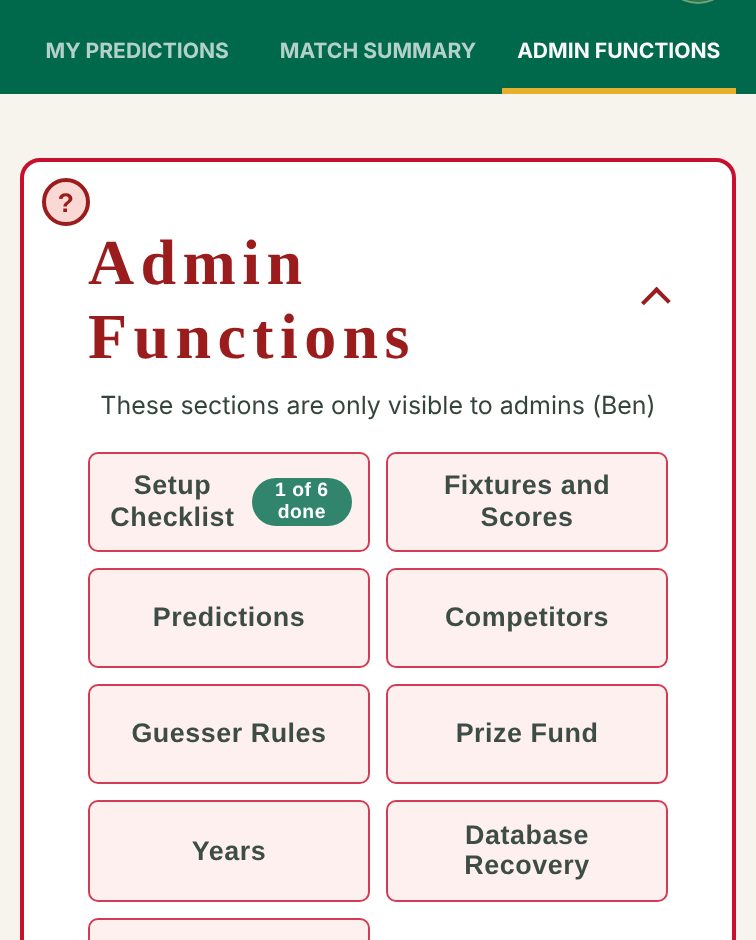 MY PREDICTIONS MATCH SUMMARY ADMIN FUNCTIONS
?
Admin
Functions
These sections are only visible to admins (Ben)
Setup
Checklist
1 of 6
done
Fixtures and
Scores
Predictions
Competitors
Guesser Rules
Prize Fund
Years
Database
Recovery